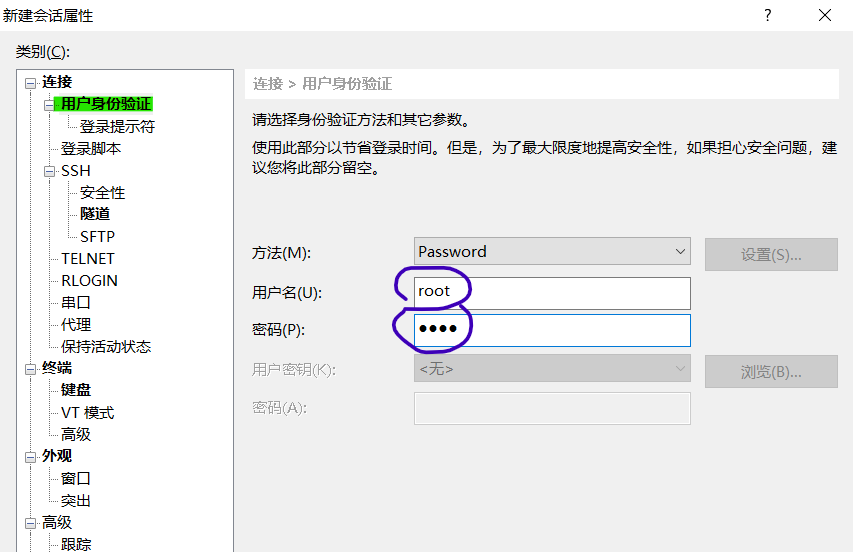 新建会话属性
?
类别(C):
连接
用户身份验证
登录提示符
登录脚本
SSH
安全性
隧道
SFTP
TELNET
RLOGIN
串口
代理
保持活动状态
终端
键盘
VT 模式
高级
外观
窗口
突出
高级
跟踪
连接 > 用户身份验证
请选择身份验证方法和其它参数。
使用此部分以节省登录时间。但是，为了最大限度地提高安全性，如果担心安全问题，建
议您将此部分留空。
方法(M):
Password
设置(S)...
用户名(U):
root
密码(P):
●●●●
用户密钥(K):
<无>
浏览(B)...
密码(A):